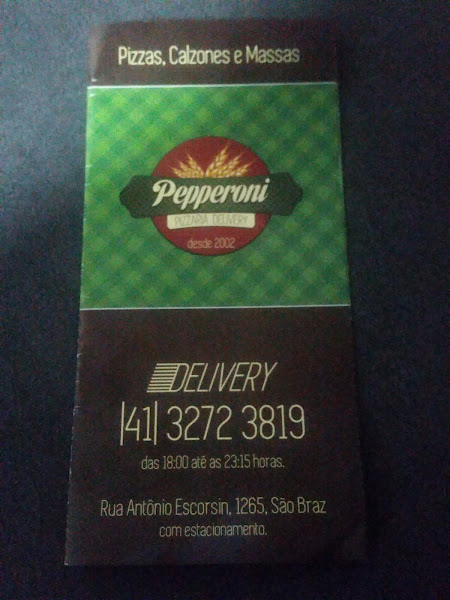 Pizzas, Calzones e Massas
Pepperoni
PIZZARIA DELIVERY
desde 2002
DELIVERY
|41| 3272 3819
das 18:00 até as 23:15 horas.
Rua Antônio Escorsin, 1265, São Braz
com estacionamento.